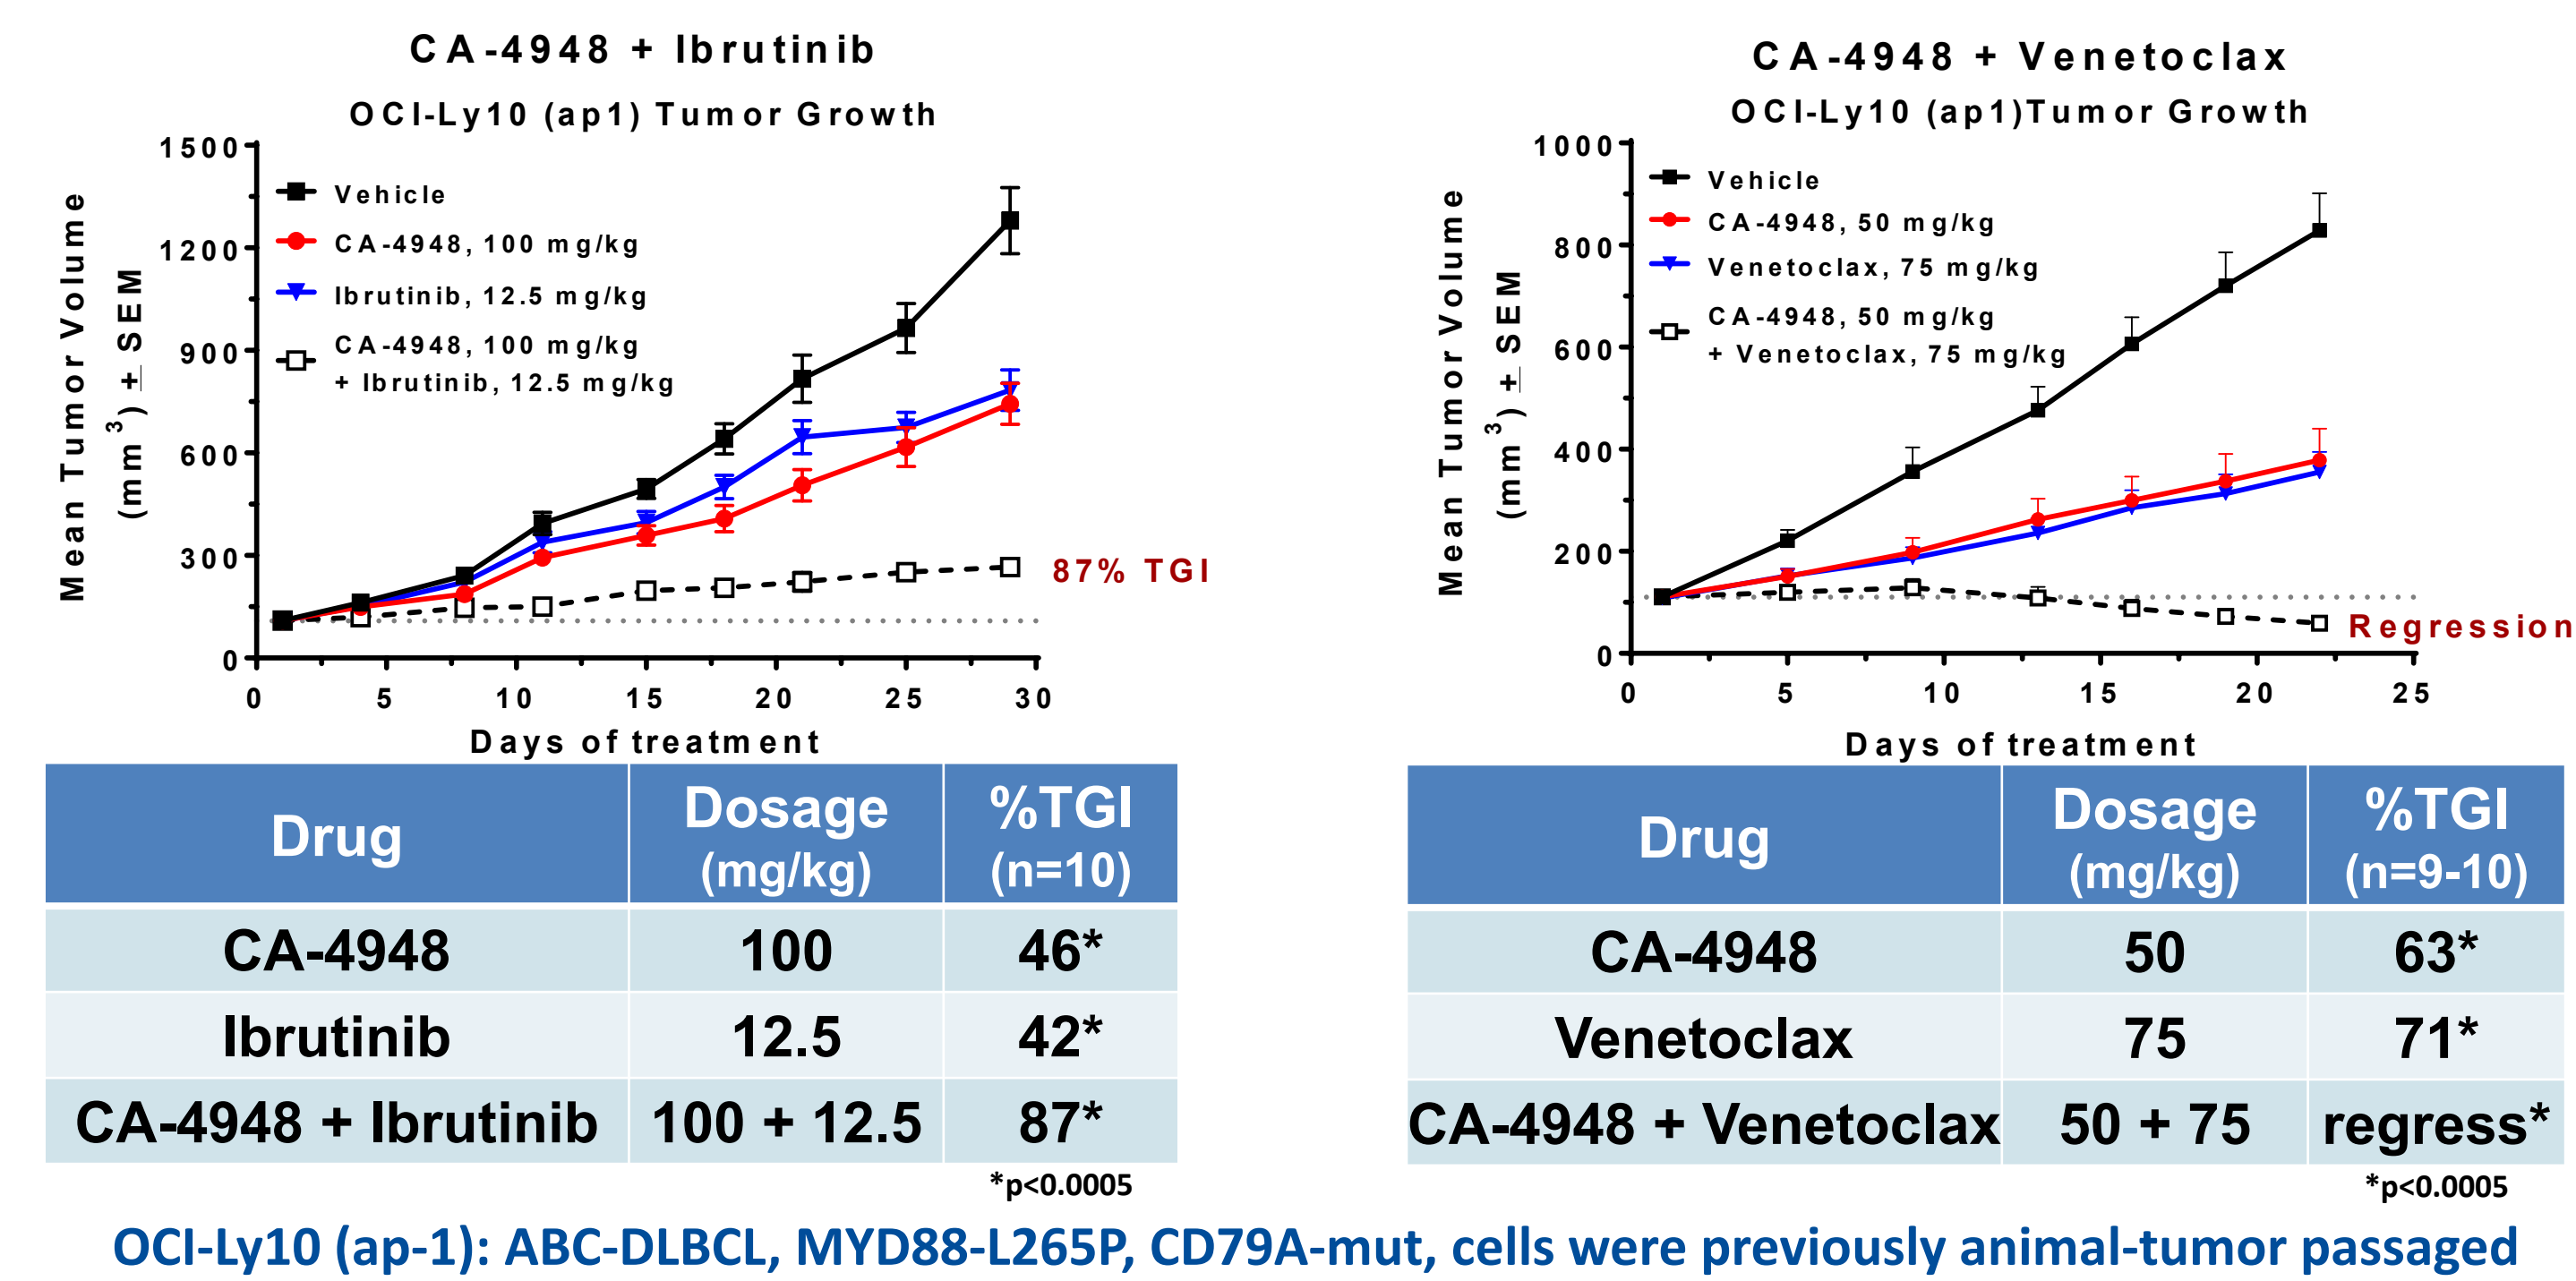 CA-4948 + Ibrutinib
OCI-Ly10 (ap1) Tumor Growth
Mean Tumor Volume
(mm³) ± SEM
1500
1200
900
600
300
0
Vehicle
CA-4948, 100 mg/kg
Ibrutinib, 12.5 mg/kg
CA-4948, 100 mg/kg
+ Ibrutinib, 12.5 mg/kg
87% TGI
0 5 10 15 20 25 30
Days of treatment
Drug Dosage (mg/kg) %TGI (n=10)
CA-4948 100 46*
Ibrutinib 12.5 42*
CA-4948 + Ibrutinib 100 + 12.5 87*
*p<0.0005
CA-4948 + Venetoclax
OCI-Ly10 (ap1)Tumor Growth
Mean Tumor Volume
(mm³) ± SEM
1000
800
600
400
200
0
Vehicle
CA-4948, 50 mg/kg
Venetoclax, 75 mg/kg
CA-4948, 50 mg/kg
+ Venetoclax, 75 mg/kg
Regression
0 5 10 15 20 25
Days of treatment
Drug Dosage (mg/kg) %TGI (n=9-10)
CA-4948 50 63*
Venetoclax 75 71*
CA-4948 + Venetoclax 50 + 75 regress*
*p<0.0005
OCI-Ly10 (ap-1): ABC-DLBCL, MYD88-L265P, CD79A-mut, cells were previously animal-tumor passaged